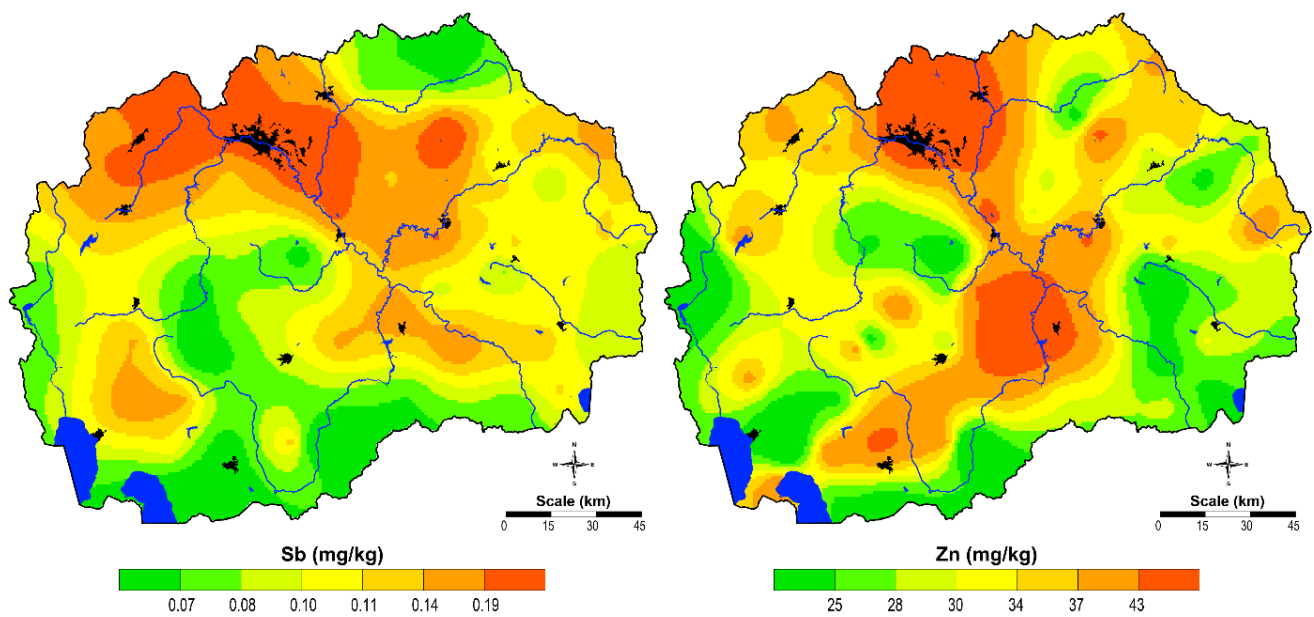 N
W E
S
Scale (km)
0 15 30 45
Sb (mg/kg)
0.07 0.08 0.10 0.11 0.14 0.19
N
W E
S
Scale (km)
0 15 30 45
Zn (mg/kg)
25 28 30 34 37 43